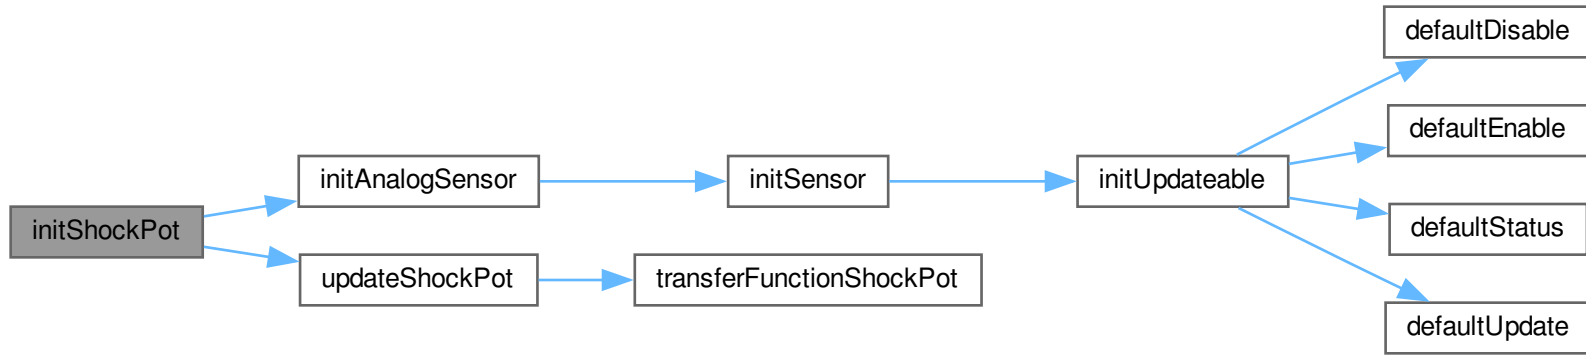 initShockPot
initAnalogSensor
updateShockPot
initSensor
transferFunctionShockPot
initUpdateable
defaultDisable
defaultEnable
defaultStatus
defaultUpdate